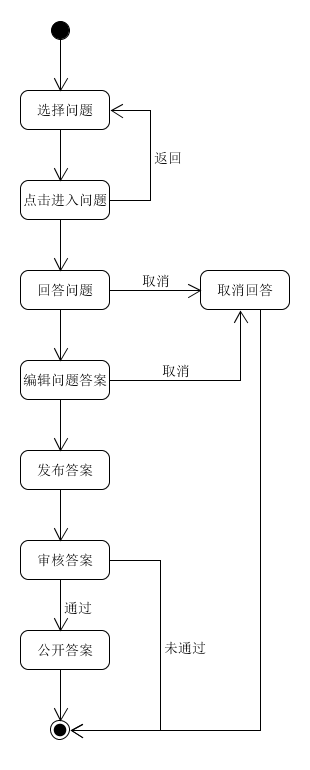 选择问题
返回
点击进入问题
回答问题
取消
取消回答
编辑问题答案
取消
发布答案
审核答案
通过
公开答案
未通过